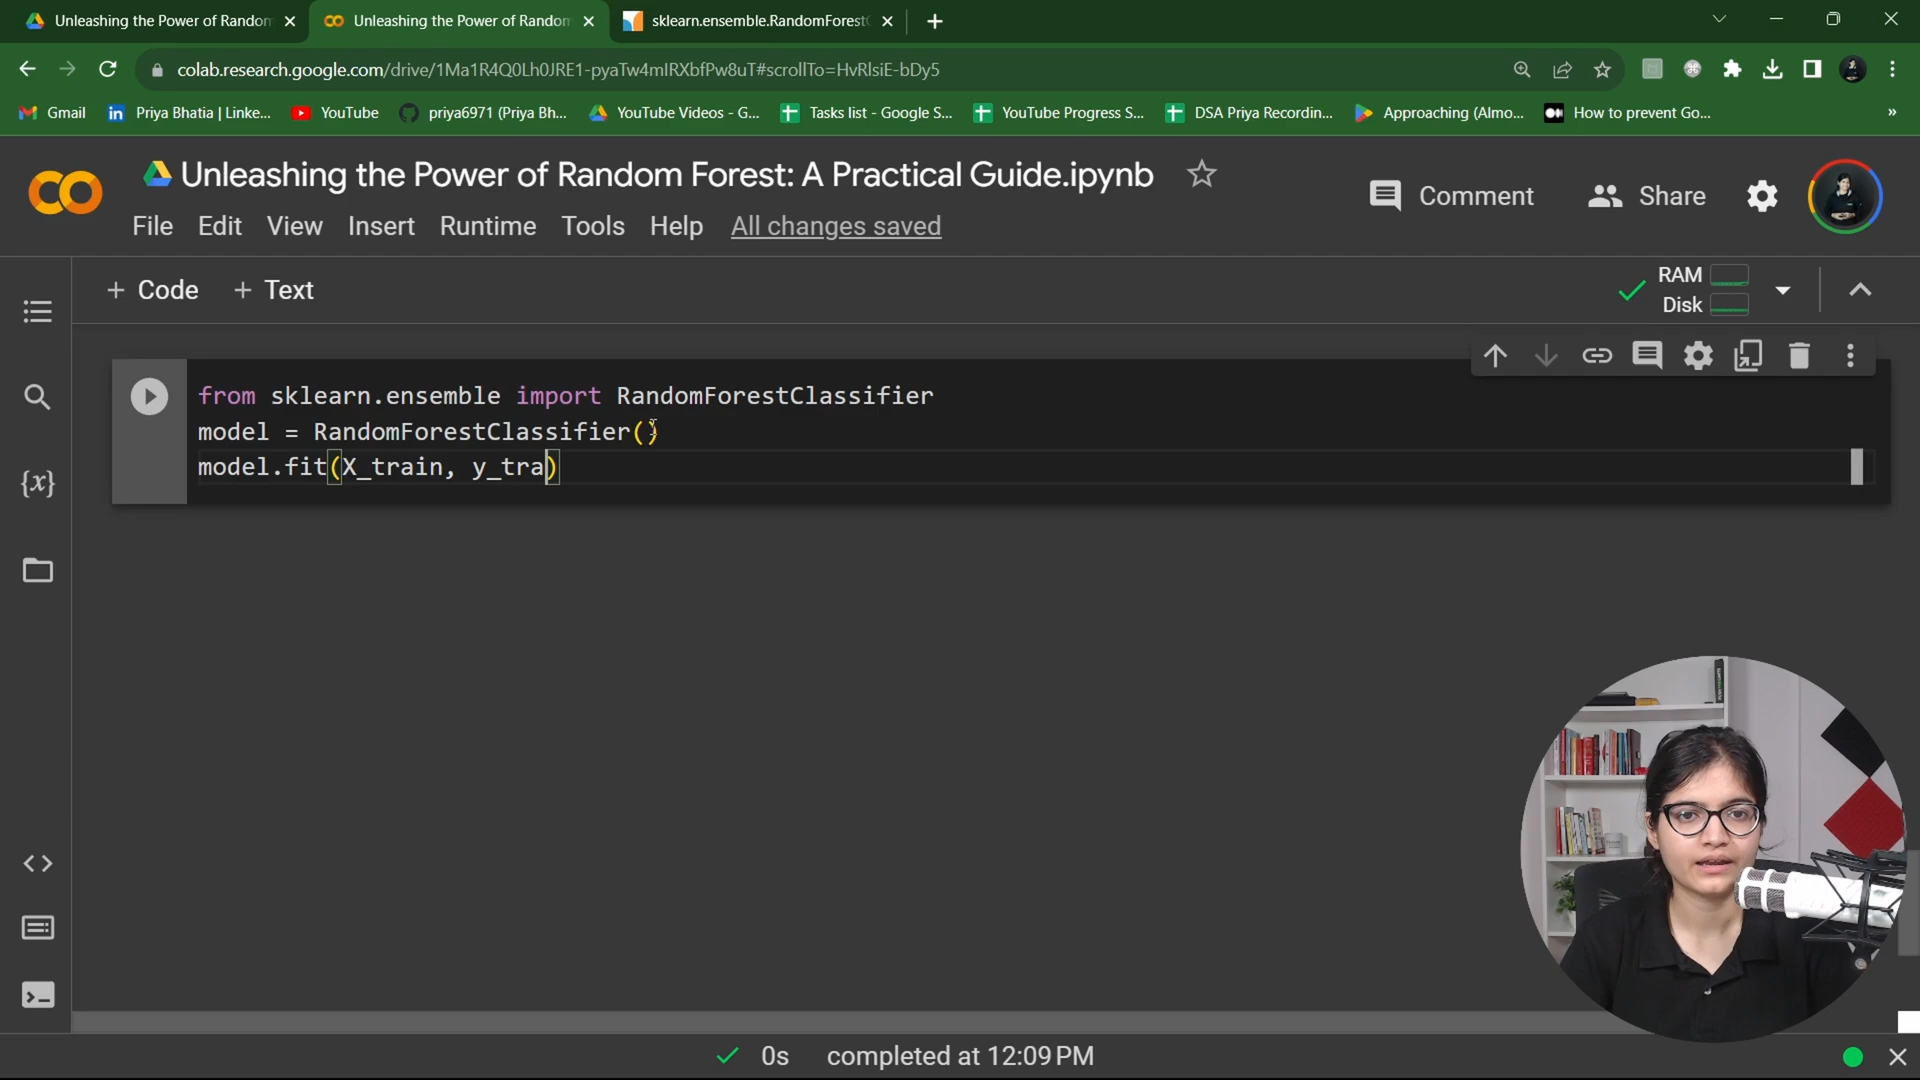 Unleashing the Power of Random
Unleashing the Power of Random
sklearn.ensemble.RandomForestC
colab.research.google.com/drive/1Ma1R4Q0Lh0JRE1-pyaTw4mlRXbfPw8uT#scrollTo=HvRlsiE-bDy5
Gmail
Priya Bhatia | Linke...
YouTube
priya6971 (Priya Bh...
YouTube Videos - G...
Tasks list - Google S...
YouTube Progress S...
DSA Priya Recordin...
Approaching (Almo...
How to prevent Go...
»
CO
Unleashing the Power of Random Forest: A Practical Guide.ipynb
Comment
Share
File Edit View Insert Runtime Tools Help All changes saved
+ Code + Text
RAM
Disk
from sklearn.ensemble import RandomForestClassifier
model = RandomForestClassifier()
model.fit(X_train, y_tra)
{x}
0s completed at 12:09 PM